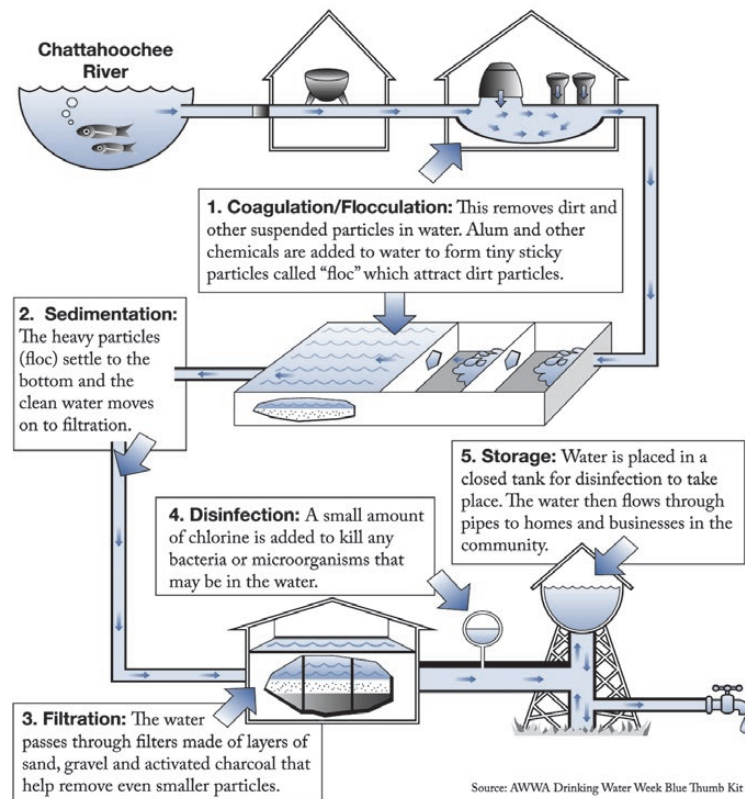 Chattahoochee
River
1. Coagulation/Flocculation: This removes dirt and
other suspended particles in water. Alum and other
chemicals are added to water to form tiny sticky
particles called “floc” which attract dirt particles.
2. Sedimentation:
The heavy particles
(floc) settle to the
bottom and the
clean water moves
on to filtration.
5. Storage: Water is placed in a
closed tank for disinfection to take
place. The water then flows through
pipes to homes and businesses in the
community.
4. Disinfection: A small amount
of chlorine is added to kill any
bacteria or microorganisms that
may be in the water.
3. Filtration: The water
passes through filters made of layers of
sand, gravel and activated charcoal that
help remove even smaller particles.
Source: AWWA Drinking Water Week Blue Thumb Kit